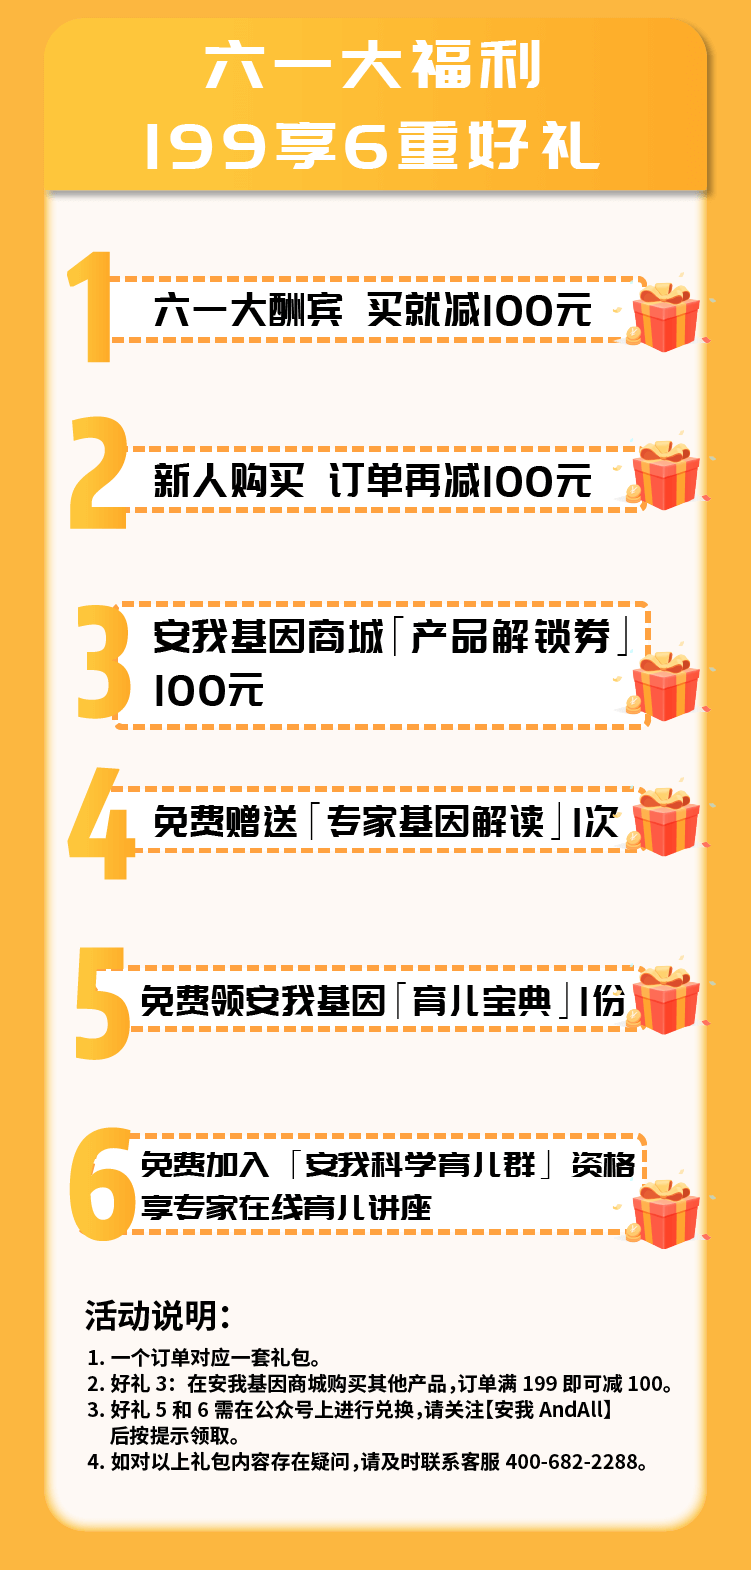 六一大福利
199享6重好礼
1
六一大酬宾 买就减100元
2
新人购买 订单再减100元
3
安我基因商城「产品解锁券」
100元
4
免费赠送「专家基因解读」1次
5
免费领安我基因「育儿宝典」1份
6
免费加入「安我科学育儿群」资格
享专家在线育儿讲座
活动说明：
1. 一个订单对应一套礼包。
2. 好礼 3：在安我基因商城购买其他产品，订单满 199 即可减 100。
3. 好礼 5 和 6 需在公众号上进行兑换，请关注【安我 AndAll】
后按提示领取。
4. 如对以上礼包内容存在疑问，请及时联系客服 400-682-2288。